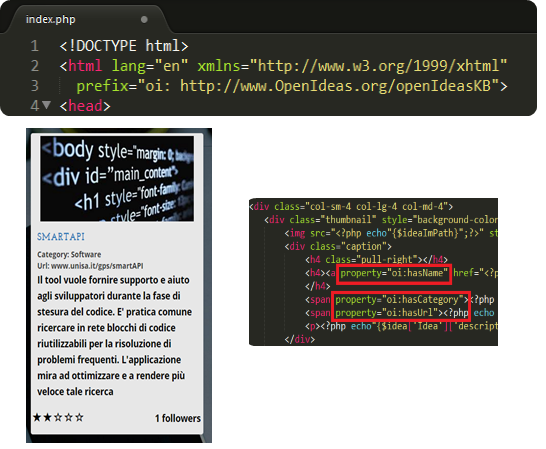 index.php
1 <!DOCTYPE html>
2 <html lang="en" xmlns="http://www.w3.org/1999/xhtml"
3 prefix="oi: http://www.OpenIdeas.org/openIdeasKB">
4 <head>
<body style="margin: 0; backgro
<div id="main_content">
<h1 style="font-family:
SMARTAPI
Category: Software
Url: www.unisa.it/gps/smartAPI
Il tool vuole fornire supporto e aiuto
agli sviluppatori durante la fase di
stesura del codice. E' pratica comune
ricercare in rete blocchi di codice
riutilizzabili per la risoluzione di
problemi frequenti. L'applicazione
mira ad ottimizzare e a rendere più
veloce tale ricerca
★★☆☆☆ 1 followers
<div class="col-sm-4 col-lg-4 col-md-4">
<div class="thumbnail" style="background-color
<img src="<?php echo"{$ideaImPath}";?>" st
<div class="caption">
<h4 class="pull-right"></h4>
<h4><a property="oi:hasName" href="<?p
</h4>
<span property="oi:hasCategory"><?php
<span property="oi:hasUrl"><?php echo
<p><?php echo"{$idea['Idea']['descript
</div>